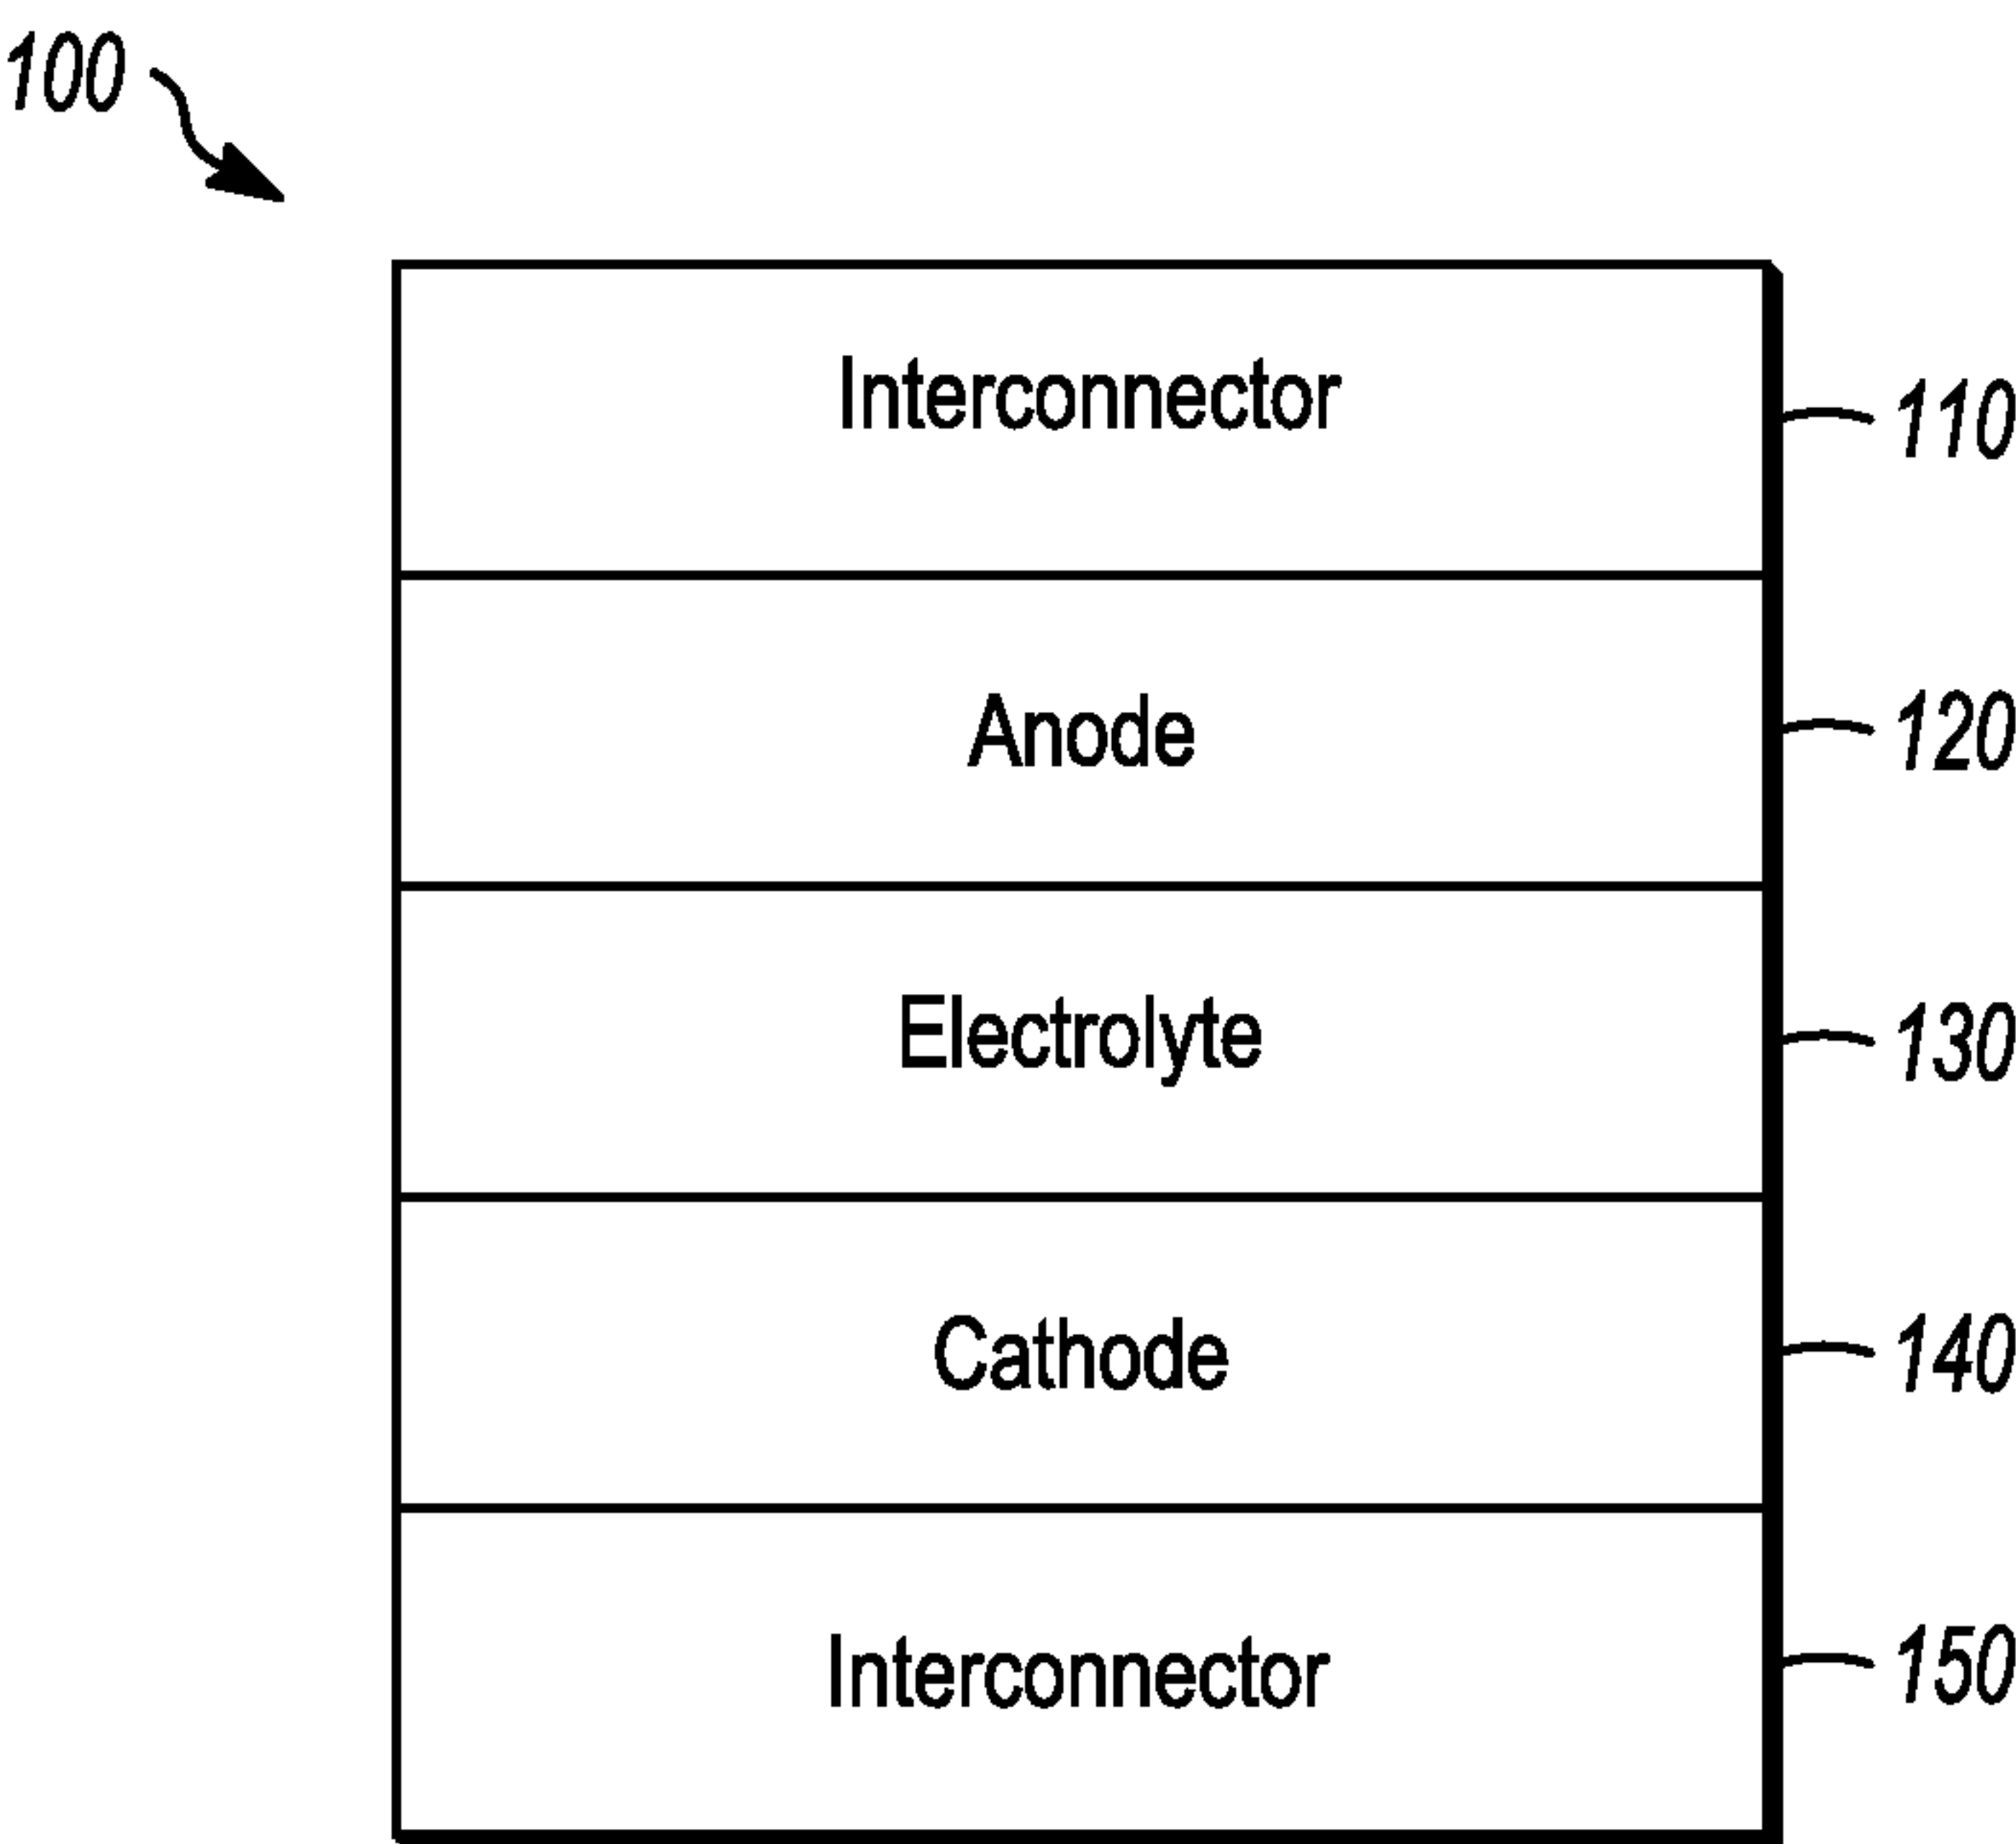 100
Interconnector
110
Anode
120
Electrolyte
130
Cathode
140
Interconnector
150